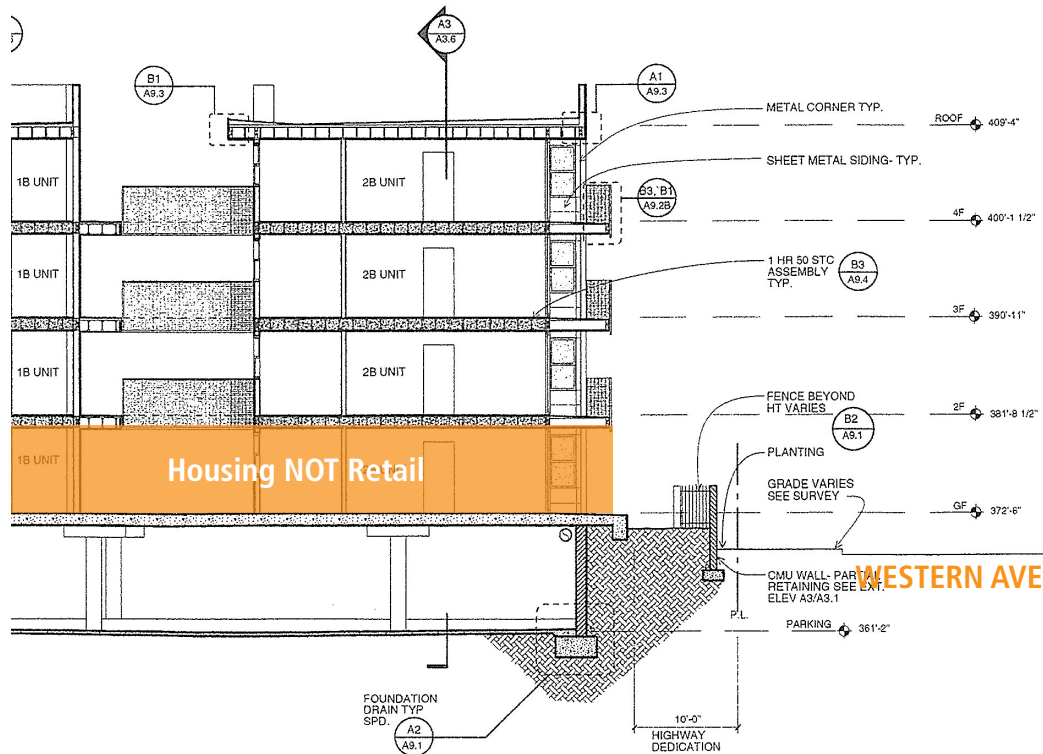 A3
A3.6
B1
A9.3
A1
A9.3
METAL CORNER TYP.
ROOF
409'-4"
SHEET METAL SIDING- TYP.
1B UNIT
2B UNIT
B3, B1
A9.2B
4F
400'-1 1/2"
1 HR 50 STC
ASSEMBLY
TYP.
B3
A9.4
1B UNIT
2B UNIT
3F
390'-11"
1B UNIT
2B UNIT
FENCE BEYOND
HT VARIES
B2
A9.1
2F
381'-8 1/2"
PLANTING
1B UNIT
Housing NOT Retail
GRADE VARIES
SEE SURVEY
GF
372'-6"
CMU WALL- PARTIAL
RETAINING SEE EXT.
ELEV A3/A3.1
WESTERN AVE
P.L.
PARKING
361'-2"
FOUNDATION
DRAIN TYP
SPD.
A2
A9.1
10'-0"
HIGHWAY
DEDICATION